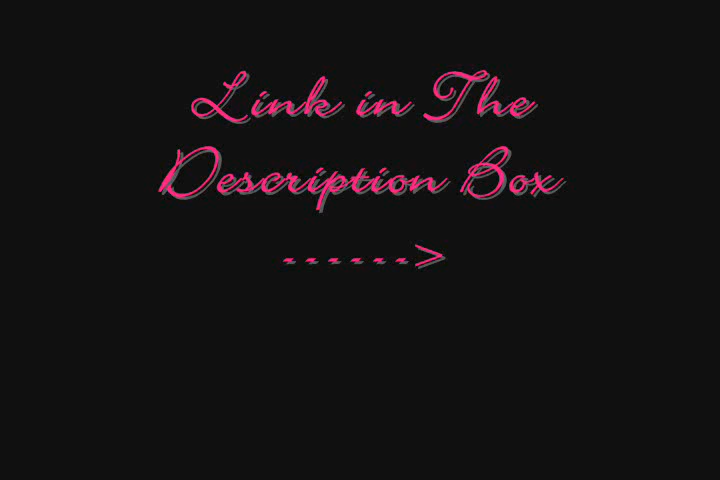 Link in The
Description Box
------>